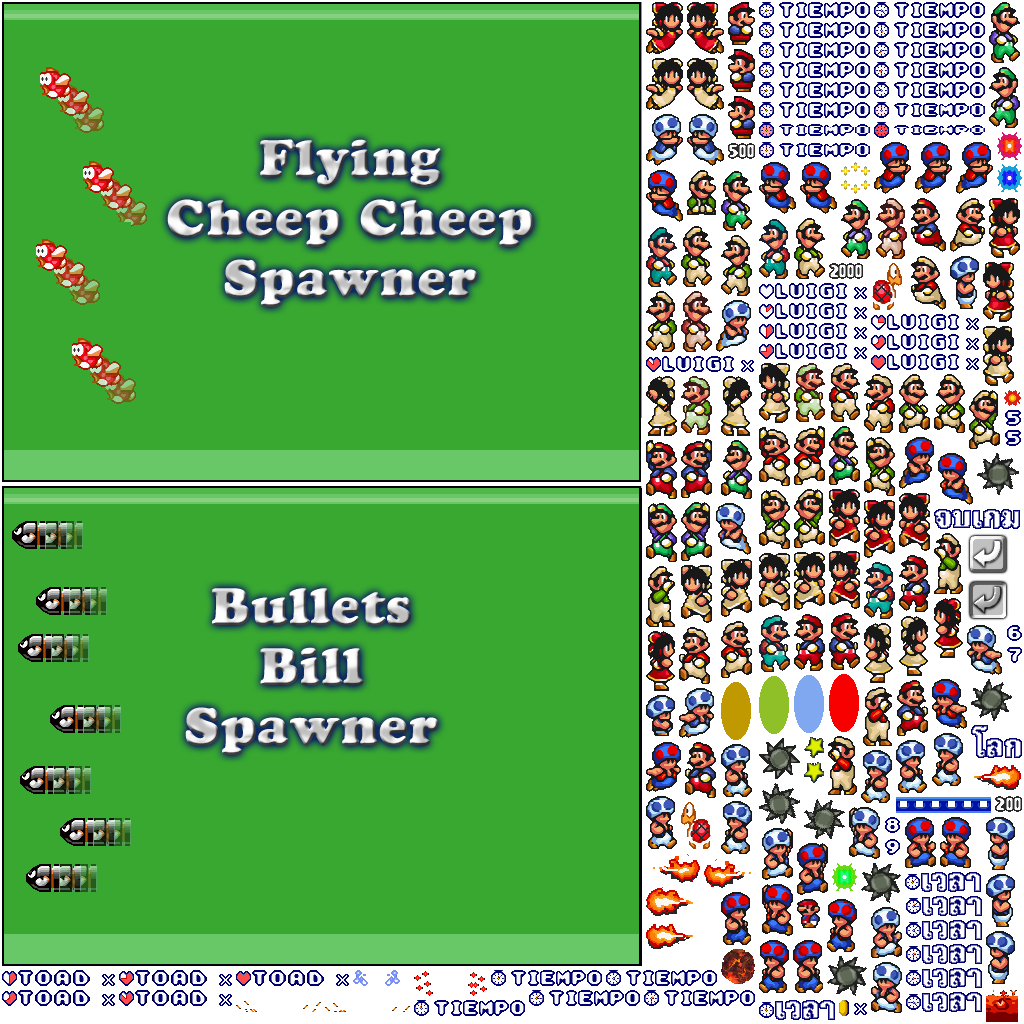 TIEMPO TIEMPO
TIEMPO TIEMPO
TIEMPO TIEMPO
TIEMPO TIEMPO
TIEMPO TIEMPO
TIEMPO TIEMPO
TIEMPO TIEMPO
500 TIEMPO
Flying
Cheep Cheep
Spawner
2000
LUIGI x
LUIGI x
LUIGI x
LUIGI x
LUIGI x
LUIGI x
LUIGI x
LUIGI x
5
5
จบเกม
Bullets
Bill
Spawner
6
7
โลก
200
8
9
เวลา
เวลา
เวลา
เวลา
เวลา
เวลา
TOAD x TOAD x TOAD x TIEMPO TIEMPO
TOAD x TOAD x TIEMPO TIEMPO TIEMPO
เวลา x